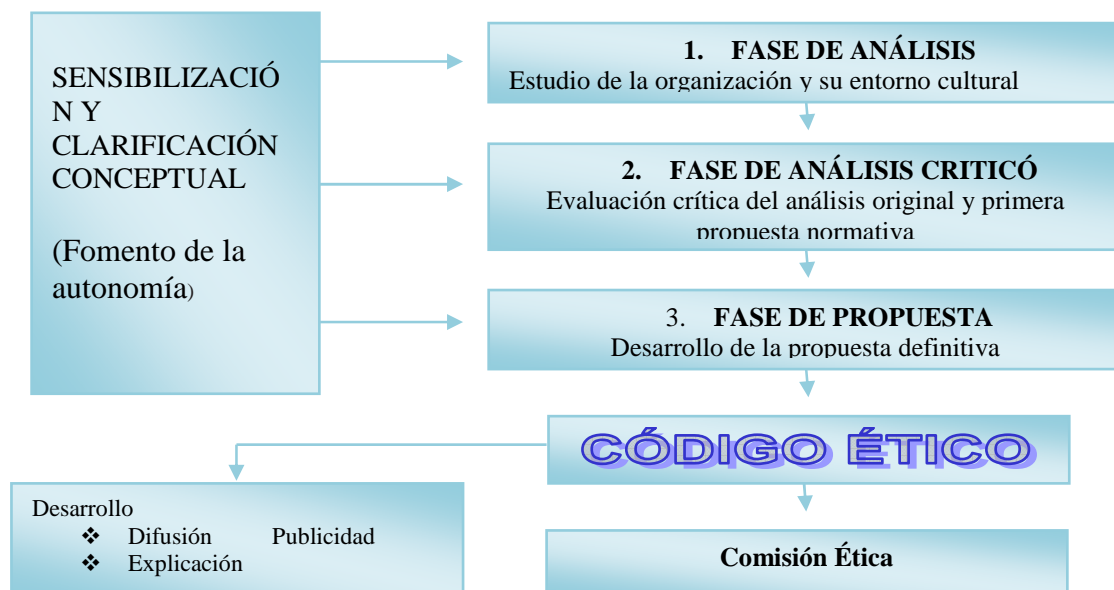 SENSIBILIZACIÓ
N Y
CLARIFICACIÓN
CONCEPTUAL
(Fomento de la
autonomía)
1. FASE DE ANÁLISIS
Estudio de la organización y su entorno cultural
2. FASE DE ANÁLISIS CRITICÓ
Evaluación crítica del análisis original y primera
propuesta normativa
3. FASE DE PROPUESTA
Desarrollo de la propuesta definitiva
CÓDIGO ÉTICO
Desarrollo
❖ Difusión Publicidad
❖ Explicación
Comisión Ética